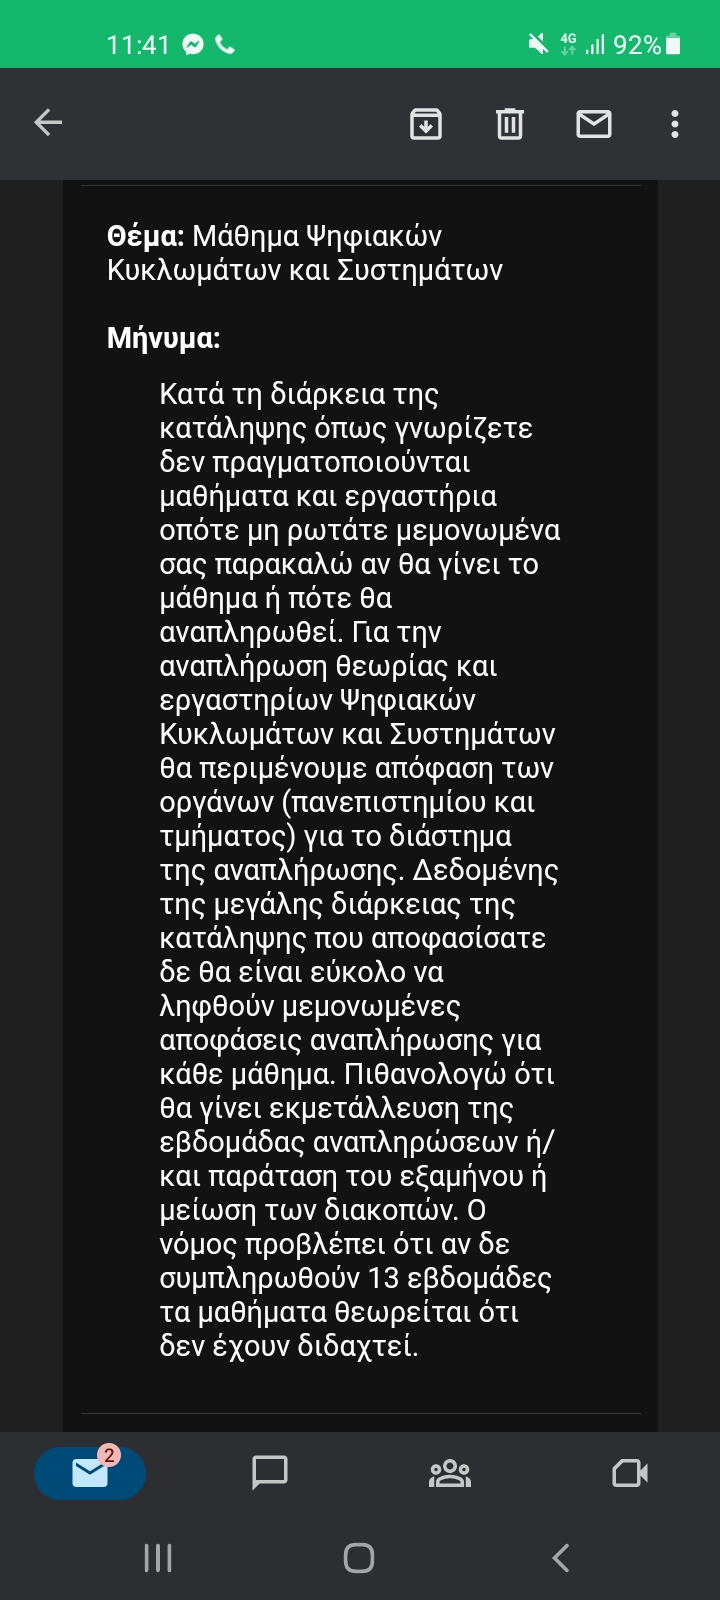 11:41 4G 92%
Θέμα: Μάθημα Ψηφιακών
Κυκλωμάτων και Συστημάτων
Μήνυμα:
Κατά τη διάρκεια της
κατάληψης όπως γνωρίζετε
δεν πραγματοποιούνται
μαθήματα και εργαστήρια
οπότε μη ρωτάτε μεμονωμένα
σας παρακαλώ αν θα γίνει το
μάθημα ή πότε θα
αναπληρωθεί. Για την
αναπλήρωση θεωρίας και
εργαστηρίων Ψηφιακών
Κυκλωμάτων και Συστημάτων
θα περιμένουμε απόφαση των
οργάνων (πανεπιστημίου και
τμήματος) για το διάστημα
της αναπλήρωσης. Δεδομένης
της μεγάλης διάρκειας της
κατάληψης που αποφασίσατε
δε θα είναι εύκολο να
ληφθούν μεμονωμένες
αποφάσεις αναπλήρωσης για
κάθε μάθημα. Πιθανολογώ ότι
θα γίνει εκμετάλλευση της
εβδομάδας αναπληρώσεων ή/
και παράταση του εξαμήνου ή
μείωση των διακοπών. Ο
νόμος προβλέπει ότι αν δε
συμπληρωθούν 13 εβδομάδες
τα μαθήματα θεωρείται ότι
δεν έχουν διδαχτεί.
2